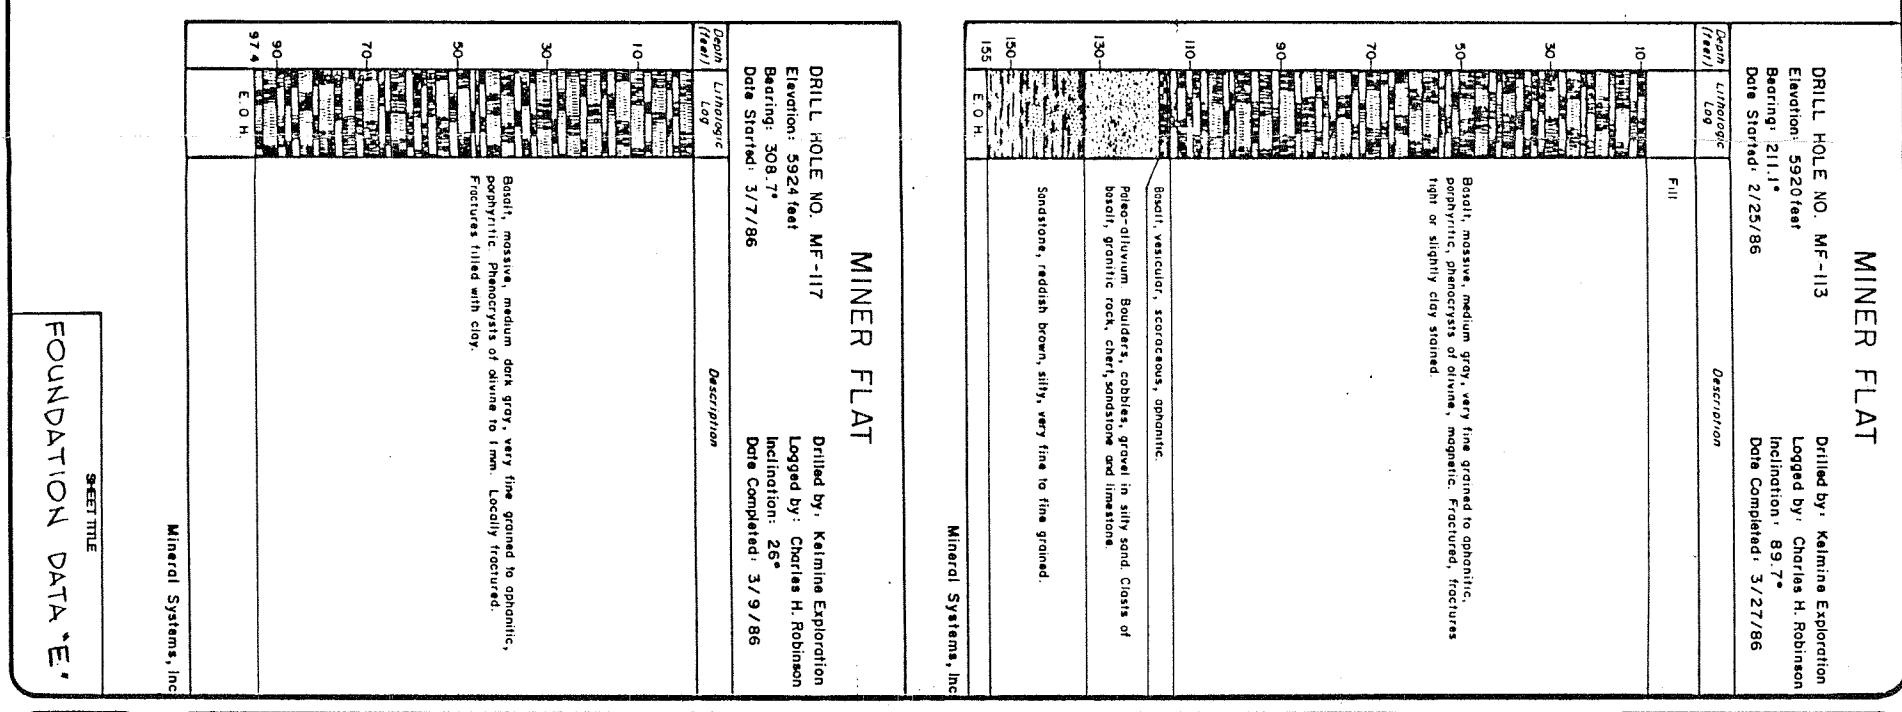 MINER FLAT
DRILL HOLE NO. MF-113
Drilled by: Kelmine Exploration
Elevation: 5920 feet
Logged by: Charles H. Robinson
Bearing: 211.1°
Inclination: 89.7°
Date Started: 2/25/86
Date Completed: 3/27/86
Depth (feet)
Lithologic Log
Description
Fill
10
30
50
70
90
110
130
150
155
Basalt, massive, medium gray, very fine grained to aphanitic,
porphyritic, phenocrysts of olivine, magnetic. Fractured, fractures
tight or slightly clay stained.
Basalt, vesicular, scoraceous, aphanitic.
Paleo-alluvium. Boulders, cobbles, gravel in silty sand. Clasts of
basalt, granitic rock, chert, sandstone and limestone.
Sandstone, reddish brown, silty, very fine to fine grained.
E. O. H.
Mineral Systems, Inc
MINER FLAT
DRILL HOLE NO. MF-117
Drilled by: Kelmine Exploration
Elevation: 5924 feet
Logged by: Charles H. Robinson
Bearing: 308.7°
Inclination: 26°
Date Started: 3/7/86
Date Completed: 3/9/86
Depth (feet)
Lithologic Log
Description
10
30
50
70
90
97.4
Basalt, massive, medium dark gray, very fine grained to aphanitic,
porphyritic. Phenocrysts of olivine to 1 mm. Locally fractured.
Fractures filled with clay.
E. O. H.
Mineral Systems, Inc
SHEET TITLE
FOUNDATION DATA "E"